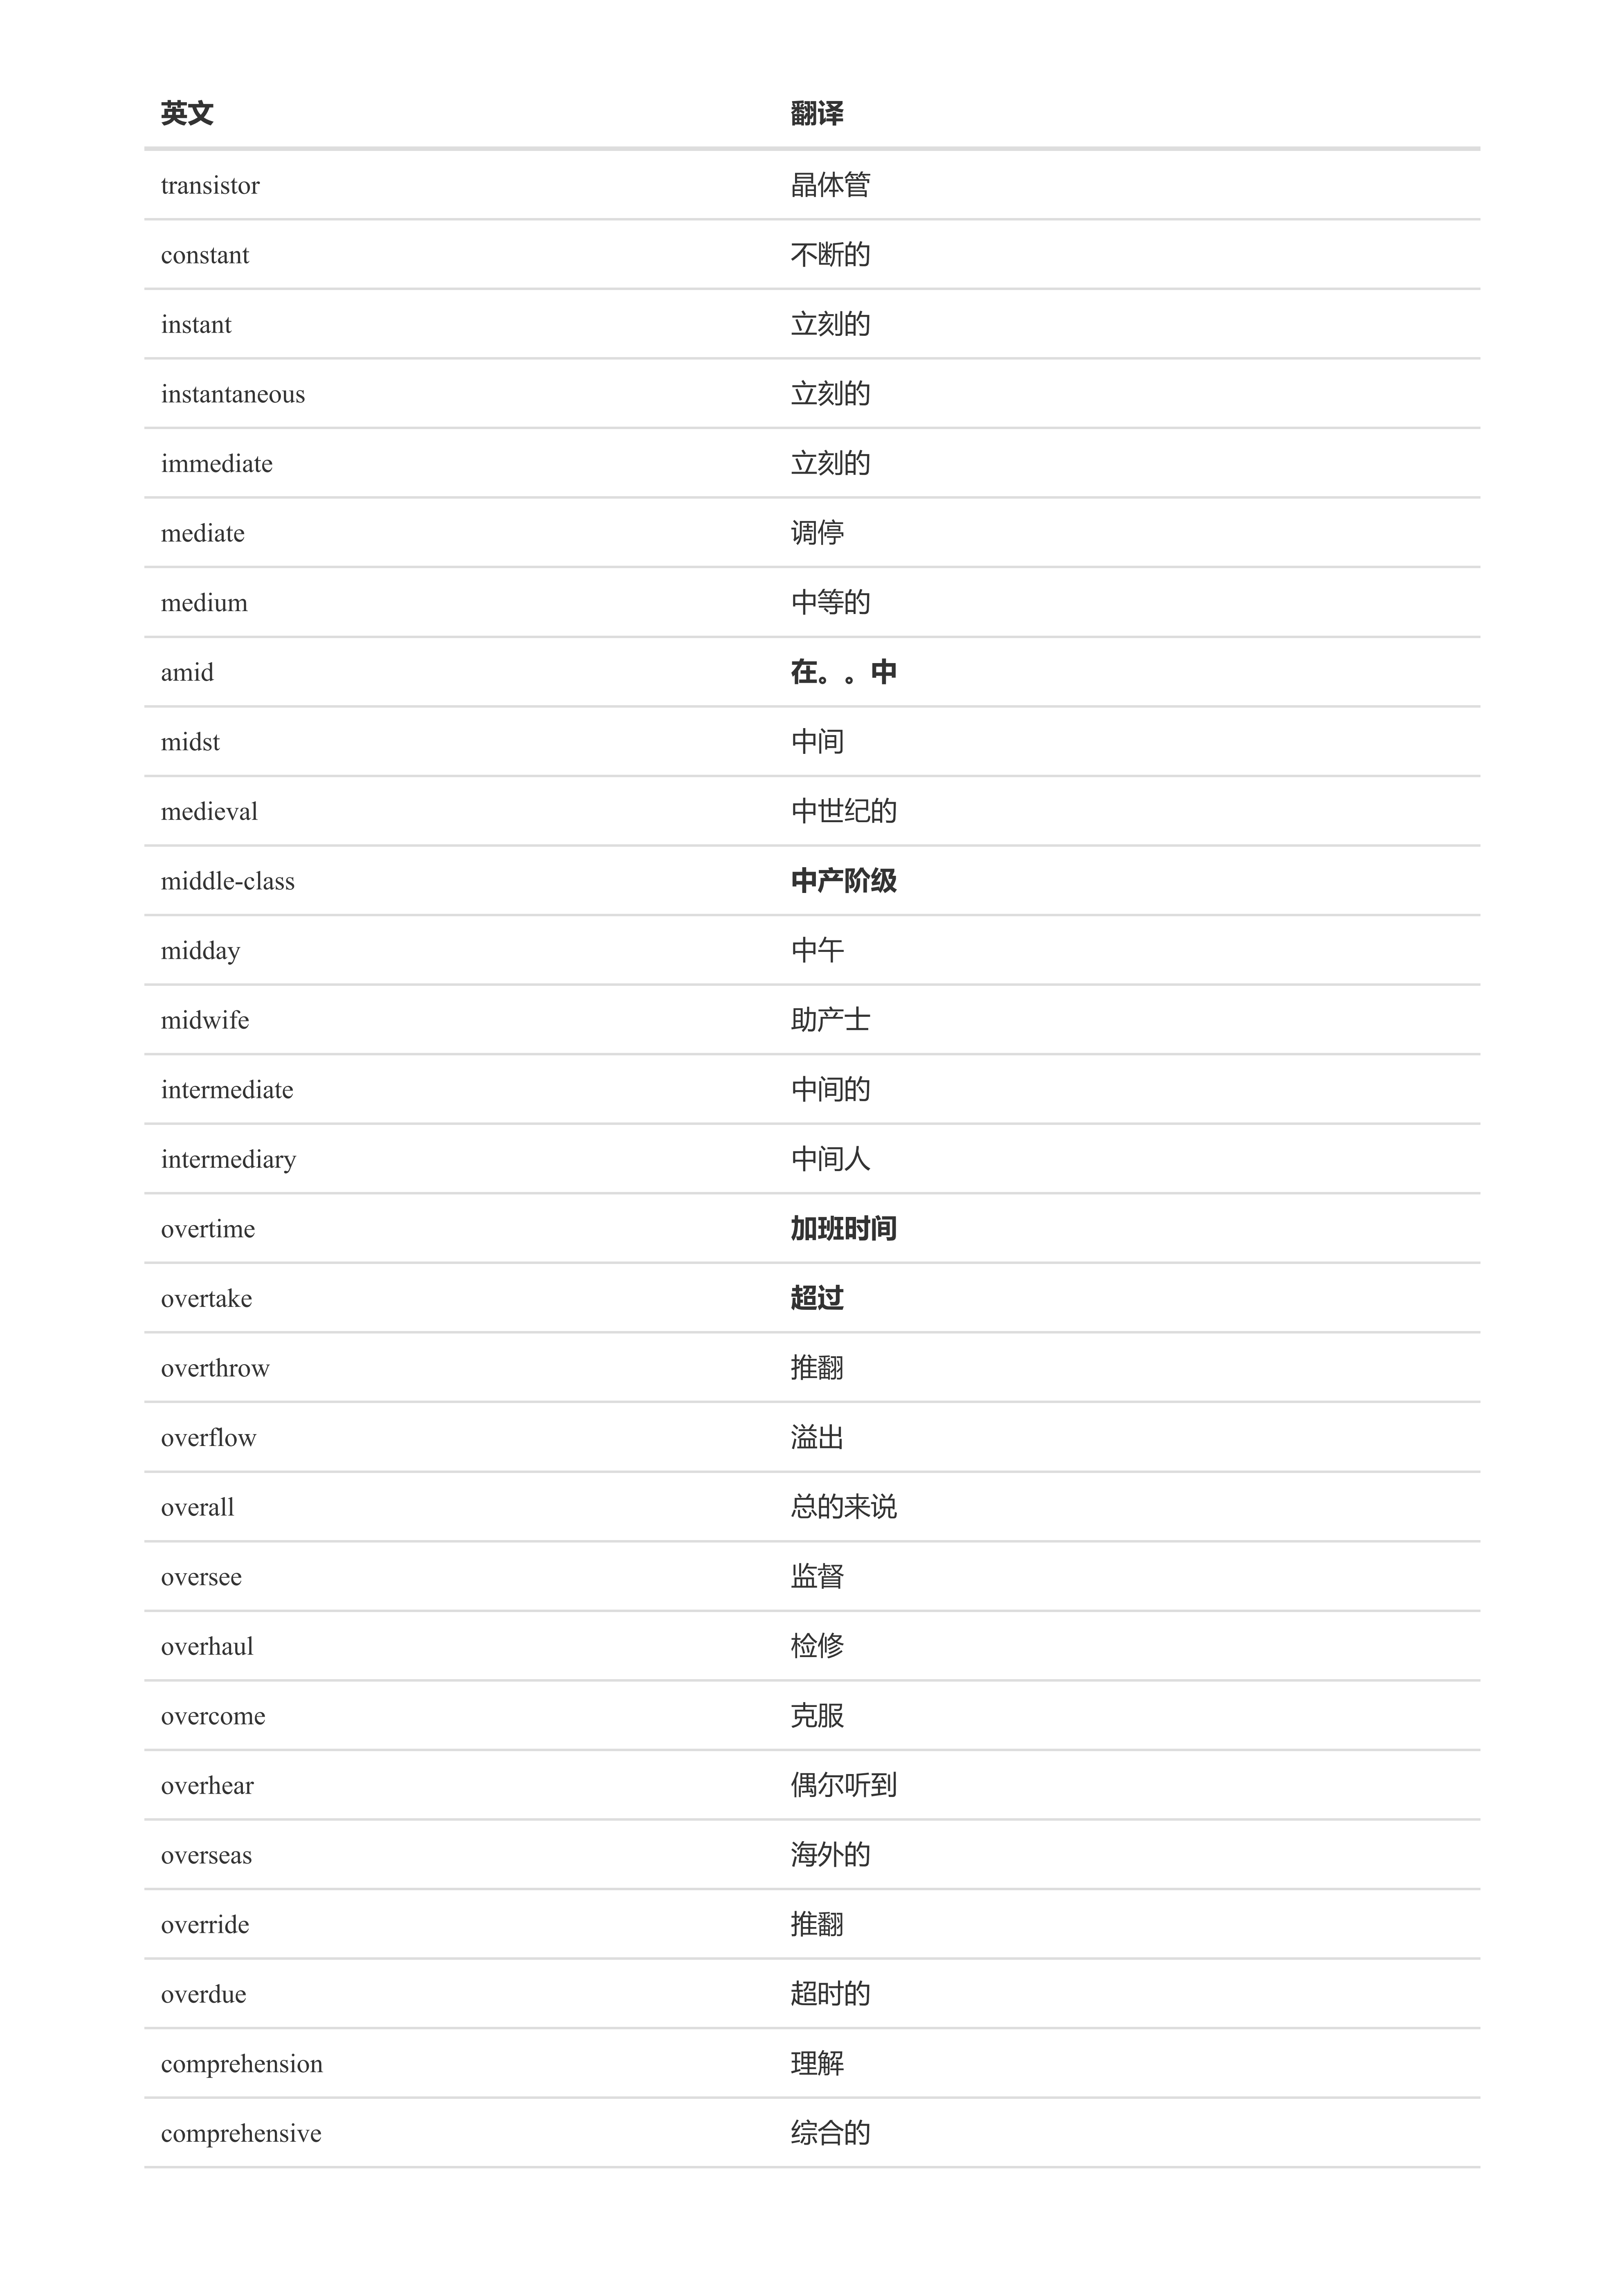 英文 翻译
transistor 晶体管
constant 不断的
instant 立刻的
instantaneous 立刻的
immediate 立刻的
mediate 调停
medium 中等的
amid 在。。中
midst 中间
medieval 中世纪的
middle-class 中产阶级
midday 中午
midwife 助产士
intermediate 中间的
intermediary 中间人
overtime 加班时间
overtake 超过
overthrow 推翻
overflow 溢出
overall 总的来说
oversee 监督
overhaul 检修
overcome 克服
overhear 偶尔听到
overseas 海外的
override 推翻
overdue 超时的
comprehension 理解
comprehensive 综合的